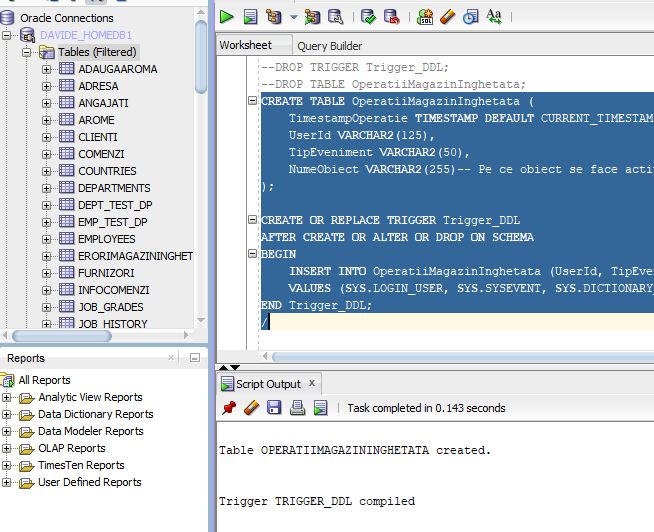 Oracle Connections
DAVIDE_HOMEDB1
Tables (Filtered)
ADAUGAAROMA
ADRESA
ANGAJATI
AROME
CLIENTI
COMENZI
COUNTRIES
DEPARTMENTS
DEPT_TEST_DP
EMP_TEST_DP
EMPLOYEES
ERORIMAGAZININGHET
FURNIZORI
INFOCOMENZI
JOB_GRADES
JOB_HISTORY
Reports
All Reports
Analytic View Reports
Data Dictionary Reports
Data Modeler Reports
OLAP Reports
TimesTen Reports
User Defined Reports
SQL
Aa
Worksheet
Query Builder
--DROP TRIGGER Trigger_DDL;
--DROP TABLE OperatiiMagazinInghetata;
CREATE TABLE OperatiiMagazinInghetata (
TimestampOperatie TIMESTAMP DEFAULT CURRENT_TIMESTAM
UserId VARCHAR2(125),
TipEveniment VARCHAR2(50),
NumeObiect VARCHAR2(255)-- Pe ce obiect se face acti
);
CREATE OR REPLACE TRIGGER Trigger_DDL
AFTER CREATE OR ALTER OR DROP ON SCHEMA
BEGIN
INSERT INTO OperatiiMagazinInghetata (UserId, TipEve
VALUES (SYS.LOGIN_USER, SYS.SYSEVENT, SYS.DICTIONARY_
END Trigger_DDL;
/
Script Output x
Task completed in 0.143 seconds
Table OPERATIIMAGAZININGHETATA created.
Trigger TRIGGER_DDL compiled